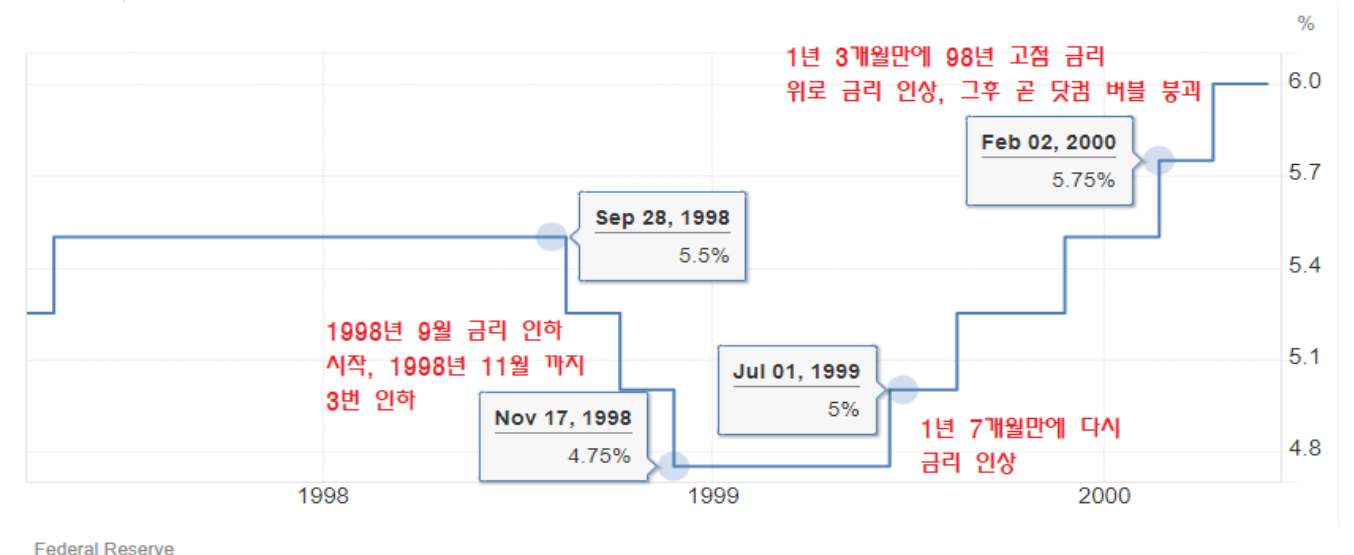 %
1년 3개월만에 98년 고점 금리
위로 금리 인상, 그후 곧 닷컴 버블 붕괴
6.0
Feb 02, 2000
5.75%
5.7
Sep 28, 1998
5.5%
5.4
1998년 9월 금리 인하
시작, 1998년 11월 까지
3번 인하
Jul 01, 1999
5%
5.1
Nov 17, 1998
4.75%
1년 7개월만에 다시
금리 인상
4.8
1998
1999
2000
Federal Reserve